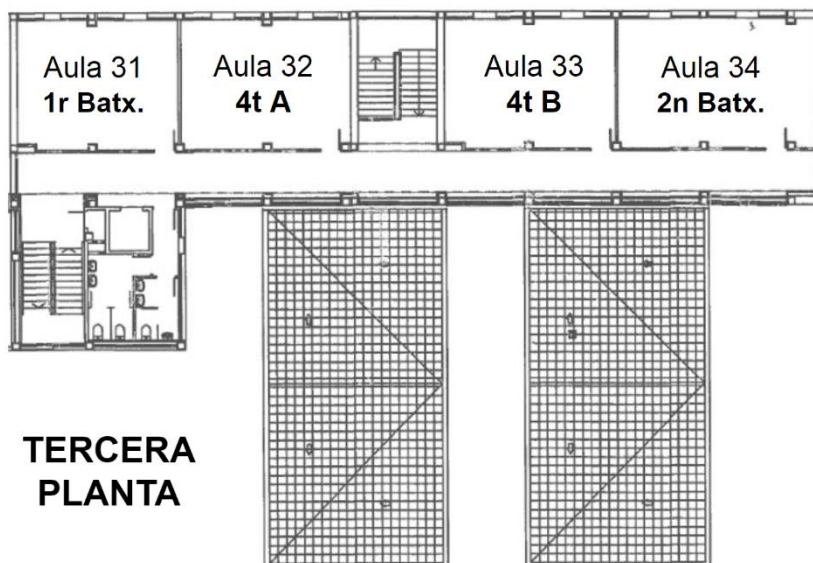 Aula 31
1r Batx.
Aula 32
4t A
Aula 33
4t B
Aula 34
2n Batx.
TERCERA
PLANTA